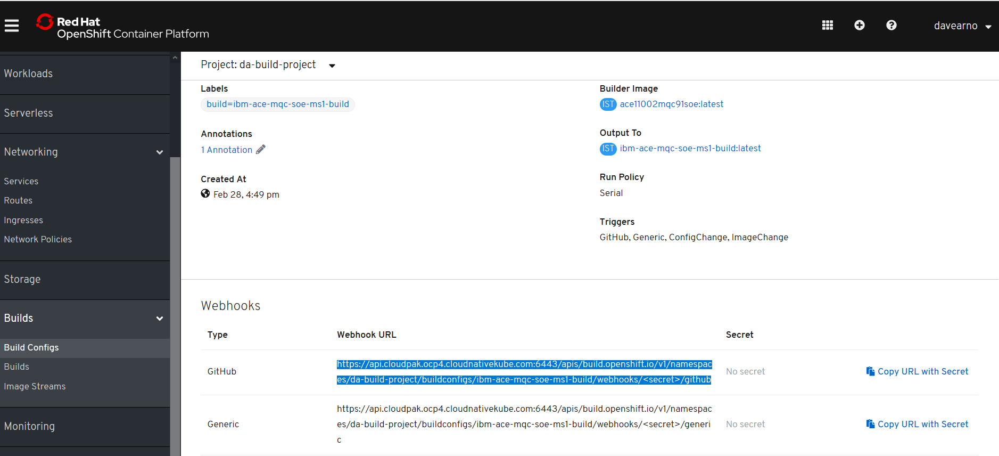 Red Hat
OpenShift Container Platform
davearno
Workloads
Serverless
Networking
Services
Routes
Ingresses
Network Policies
Storage
Builds
Build Configs
Builds
Image Streams
Monitoring
Project: da-build-project
Labels
build=ibm-ace-mqc-soe-ms1-build
Annotations
1 Annotation
Created At
Feb 28, 4:49 pm
Builder Image
IST ace11002mqc91soe:latest
Output To
IST ibm-ace-mqc-soe-ms1-build:latest
Run Policy
Serial
Triggers
GitHub, Generic, ConfigChange, ImageChange
Webhooks
Type Webhook URL Secret
GitHub
https://api.cloudpak.ocp4.cloudnativekube.com:6443/apis/build.openshift.io/v1/namespac
es/da-build-project/buildconfigs/ibm-ace-mqc-soe-ms1-build/webhooks/<secret>/github
No secret
Copy URL with Secret
Generic
https://api.cloudpak.ocp4.cloudnativekube.com:6443/apis/build.openshift.io/v1/namespac
es/da-build-project/buildconfigs/ibm-ace-mqc-soe-ms1-build/webhooks/<secret>/generi
c
No secret
Copy URL with Secret